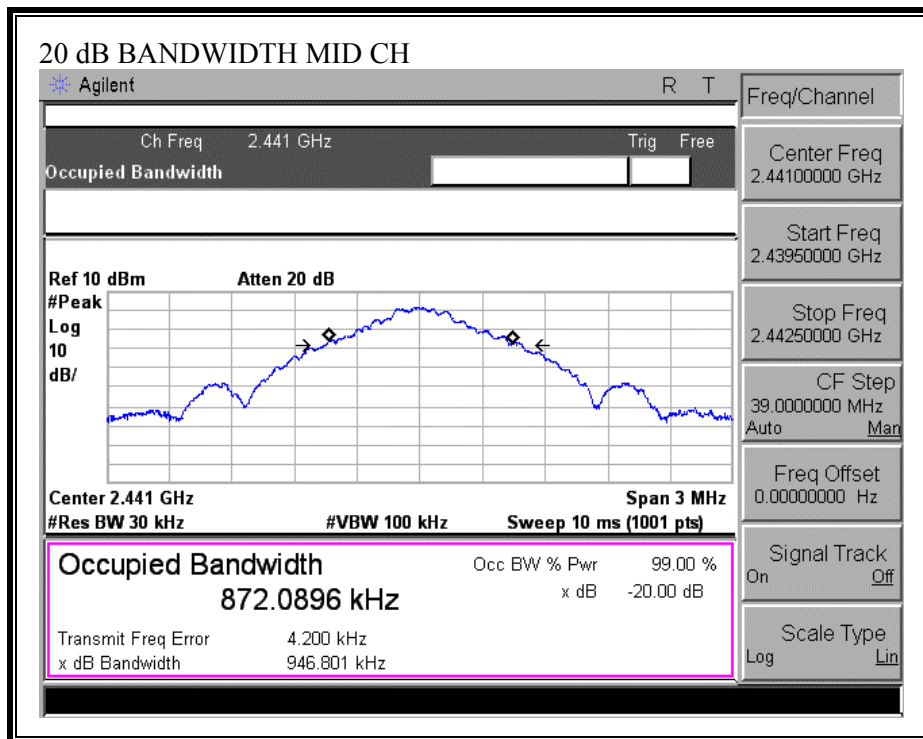 20 dB BANDWIDTH MID CH
Agilent
R T
Ch Freq 2.441 GHz
Trig Free
Occupied Bandwidth
Ref 10 dBm
Atten 20 dB
#Peak
Log
10
dB/
Center 2.441 GHz
Span 3 MHz
#Res BW 30 kHz
#VBW 100 kHz
Sweep 10 ms (1001 pts)
Occupied Bandwidth
872.0896 kHz
Occ BW % Pwr 99.00 %
x dB -20.00 dB
Transmit Freq Error 4.200 kHz
x dB Bandwidth 946.801 kHz
Freq/Channel
Center Freq
2.44100000 GHz
Start Freq
2.43950000 GHz
Stop Freq
2.44250000 GHz
CF Step
39.0000000 MHz
Auto Man
Freq Offset
0.00000000 Hz
Signal Track
On Off
Scale Type
Log Lin